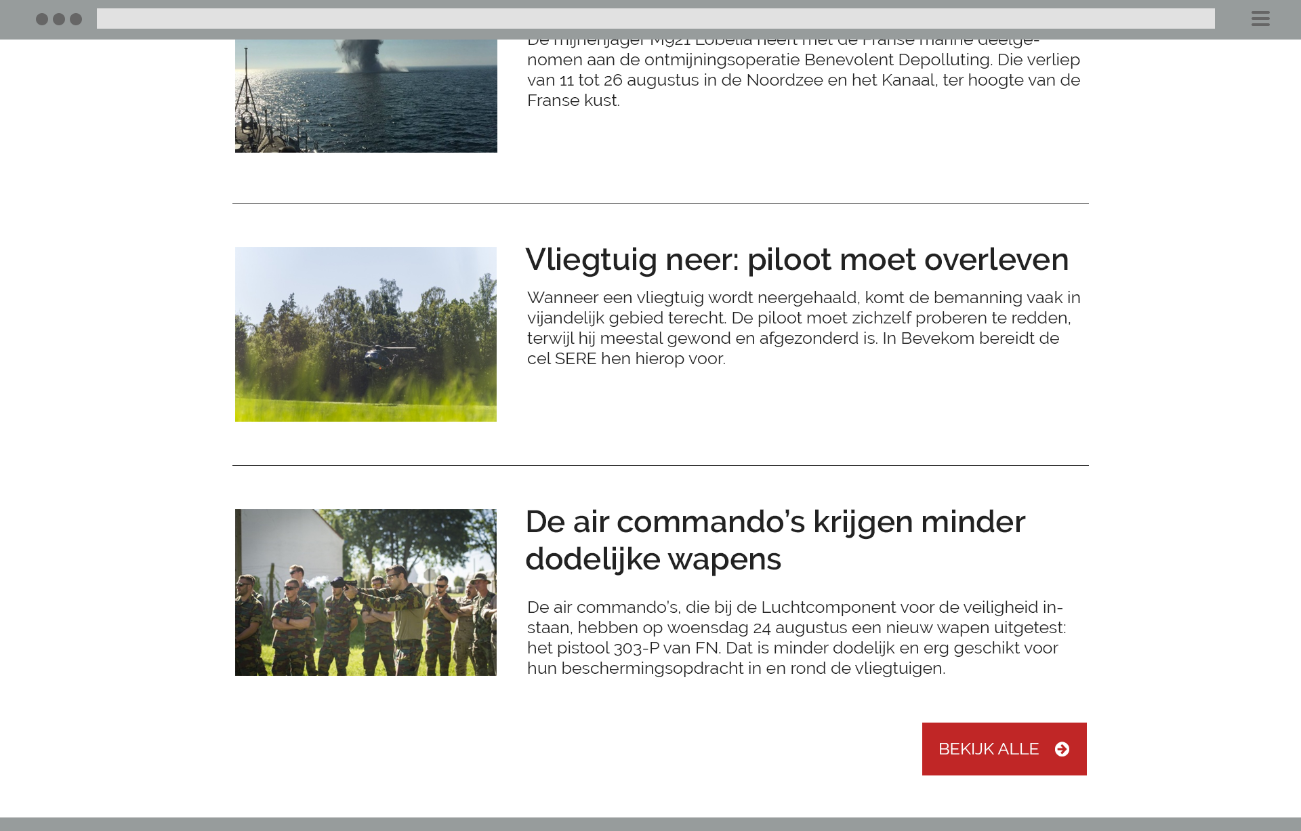 De mijnenjager M921 Lobelia heeft met de Franse marine deelge-
nomen aan de ontmijningsoperatie Benevolent Depolluting. Die verliep
van 11 tot 26 augustus in de Noordzee en het Kanaal, ter hoogte van de
Franse kust.
Vliegtuig neer: piloot moet overleven
Wanneer een vliegtuig wordt neergehaald, komt de bemanning vaak in
vijandelijk gebied terecht. De piloot moet zichzelf proberen te redden,
terwijl hij meestal gewond en afgezonderd is. In Bevekom bereidt de
cel SERE hen hierop voor.
De air commando's krijgen minder
dodelijke wapens
De air commando's, die bij de Luchtcomponent voor de veiligheid in-
staan, hebben op woensdag 24 augustus een nieuw wapen uitgetest:
het pistool 303-P van FN. Dat is minder dodelijk en erg geschikt voor
hun beschermingsopdracht in en rond de vliegtuigen.
BEKIJK ALLE